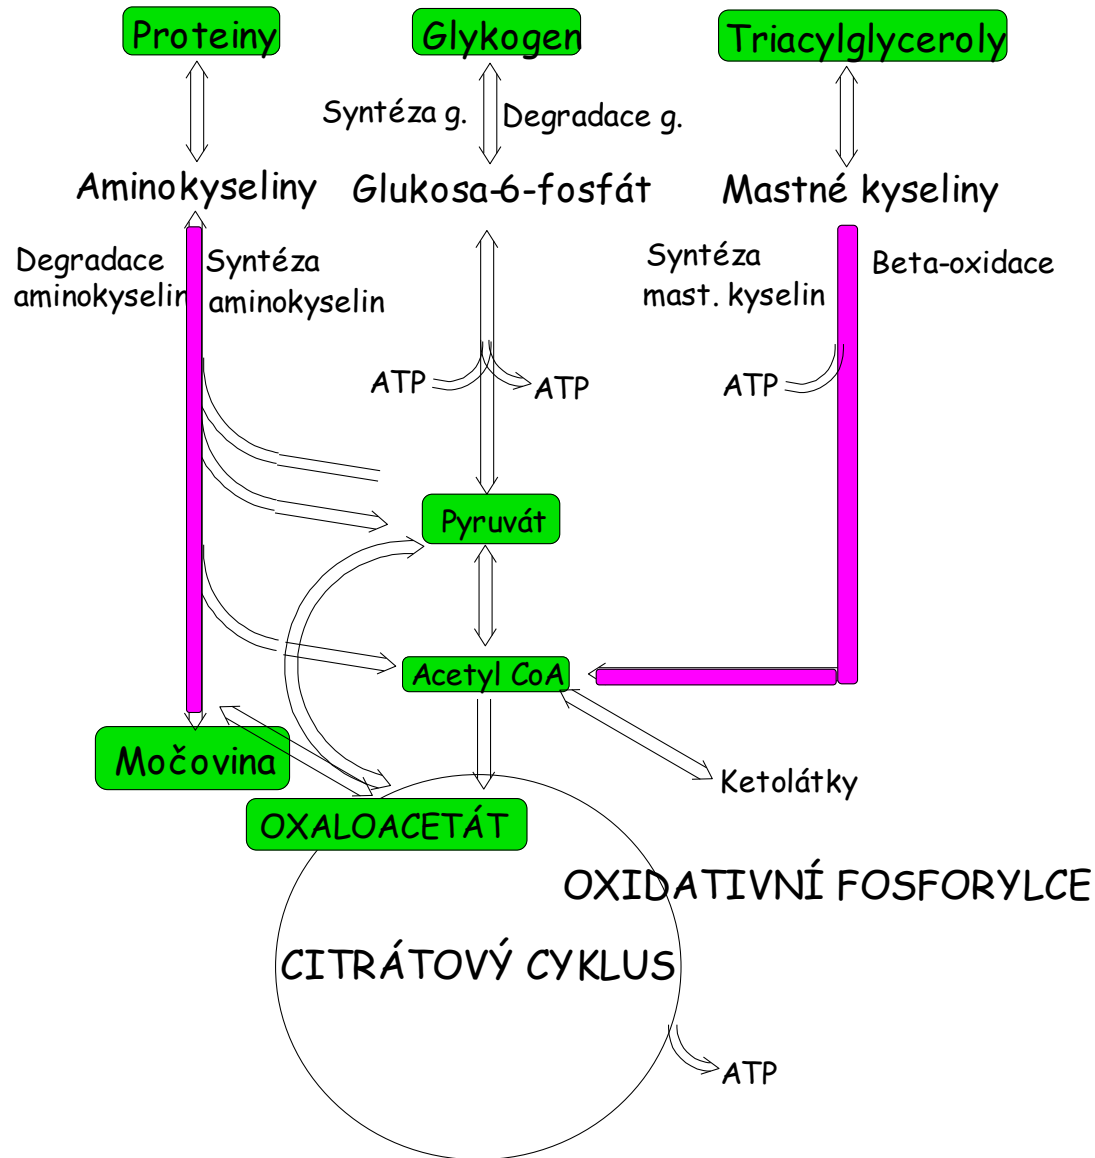 Proteiny
Glykogen
Triacylglyceroly
Syntéza g.
Degradace g.
Aminokyseliny
Glukosa-6-fosfát
Mastné kyseliny
Degradace
aminokyselin
Syntéza
aminokyselin
Syntéza
mast. kyselin
Beta-oxidace
ATP
ATP
ATP
Pyruvát
Acetyl CoA
Močovina
Ketolátky
OXALOACETÁT
OXIDATIVNÍ FOSFORYLCE
CITRÁTOVÝ CYKLUS
ATP